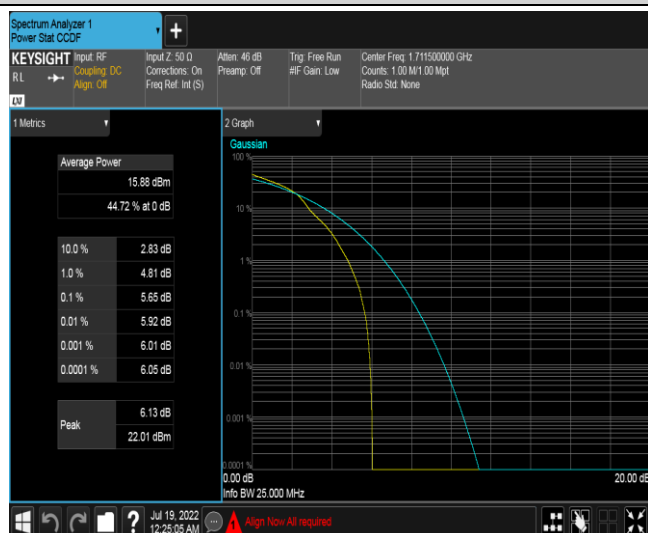 Spectrum Analyzer 1
Power Stat CCDF
+
KEYSIGHT
RL
LXI
Input: RF
Coupling: DC
Align: Off
Input Z: 50 Ω
Corrections: On
Freq Ref: Int (S)
Atten: 46 dB
Preamp: Off
Trig: Free Run
#IF Gain: Low
Center Freq: 1.711500000 GHz
Counts: 1.00 M/1.00 Mpt
Radio Std: None
1 Metrics
Average Power
15.88 dBm
44.72 % at 0 dB
10.0 % 2.83 dB
1.0 % 4.81 dB
0.1 % 5.65 dB
0.01 % 5.92 dB
0.001 % 6.01 dB
0.0001 % 6.05 dB
Peak
6.13 dB
22.01 dBm
2 Graph
Gaussian
100 %
10 %
1 %
0.1 %
0.01 %
0.001 %
0.0001 %
0.00 dB 20.00 dB
Info BW 25.000 MHz
?
Jul 19, 2022
12:25:05 AM
Align Now All required